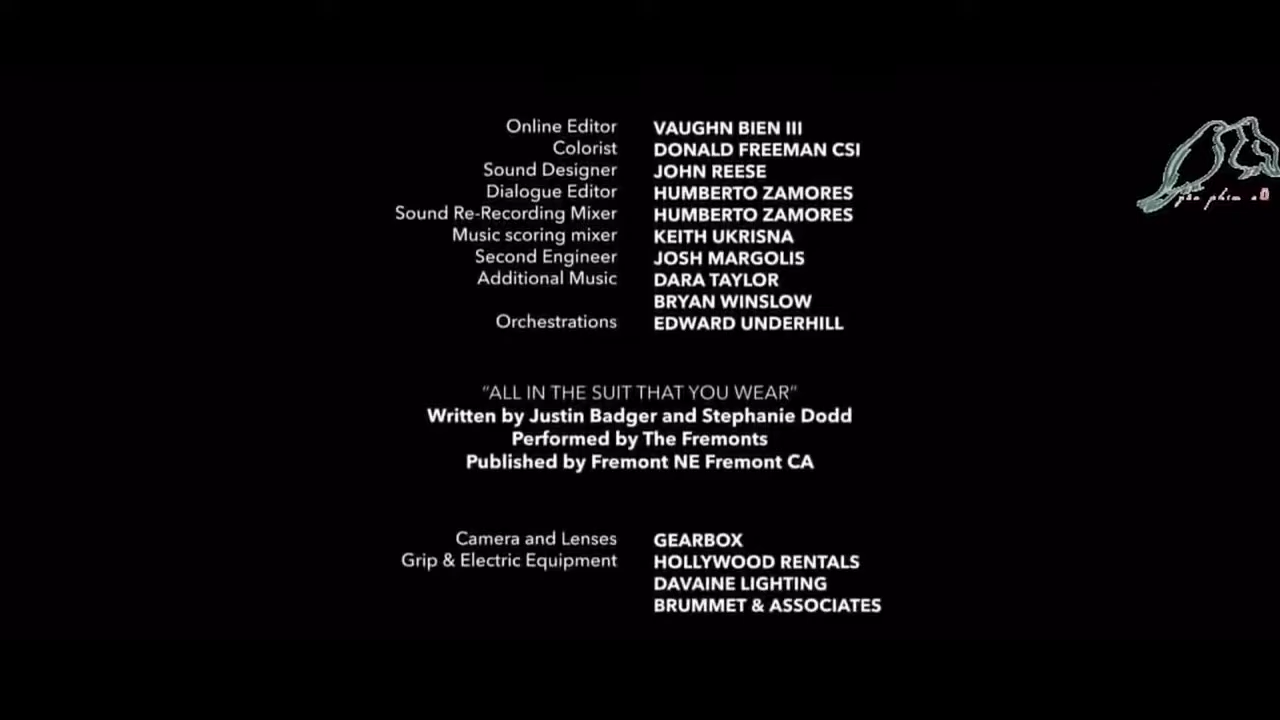 Online Editor VAUGHN BIEN III
Colorist DONALD FREEMAN CSI
Sound Designer JOHN REESE
Dialogue Editor HUMBERTO ZAMORES
Sound Re-Recording Mixer HUMBERTO ZAMORES
Music scoring mixer KEITH UKRISNA
Second Engineer JOSH MARGOLIS
Additional Music DARA TAYLOR
BRYAN WINSLOW
Orchestrations EDWARD UNDERHILL
“ALL IN THE SUIT THAT YOU WEAR”
Written by Justin Badger and Stephanie Dodd
Performed by The Fremonts
Published by Fremont NE Fremont CA
Camera and Lenses GEARBOX
Grip & Electric Equipment HOLLYWOOD RENTALS
DAVAINE LIGHTING
BRUMMET & ASSOCIATES
phim